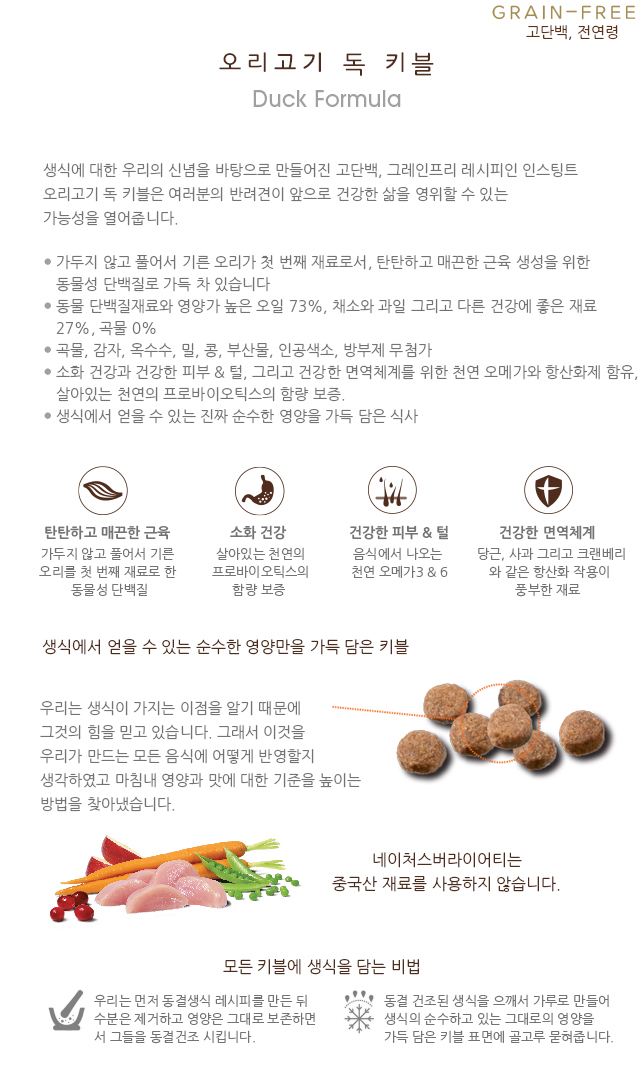 GRAIN-FREE
고단백, 전연령
오리고기 독 키블
Duck Formula
생식에 대한 우리의 신념을 바탕으로 만들어진 고단백, 그레인프리 레시피인 인스팅트
오리고기 독 키블은 여러분의 반려견이 앞으로 건강한 삶을 영위할 수 있는
가능성을 열어줍니다.
● 가두지 않고 풀어서 기른 오리가 첫 번째 재료로서, 탄탄하고 매끈한 근육 생성을 위한
동물성 단백질로 가득 차 있습니다
● 동물 단백질재료와 영양가 높은 오일 73%, 채소와 과일 그리고 다른 건강에 좋은 재료
27%, 곡물 0%
● 곡물, 감자, 옥수수, 밀, 콩, 부산물, 인공색소, 방부제 무첨가
● 소화 건강과 건강한 피부 & 털, 그리고 건강한 면역체계를 위한 천연 오메가와 항산화제 함유,
살아있는 천연의 프로바이오틱스의 함량 보증.
● 생식에서 얻을 수 있는 진짜 순수한 영양을 가득 담은 식사
탄탄하고 매끈한 근육
가두지 않고 풀어서 기른
오리를 첫 번째 재료로 한
동물성 단백질
소화 건강
살아있는 천연의
프로바이오틱스의
함량 보증
건강한 피부 & 털
음식에서 나오는
천연 오메가3 & 6
건강한 면역체계
당근, 사과 그리고 크랜베리
와 같은 항산화 작용이
풍부한 재료
생식에서 얻을 수 있는 순수한 영양만을 가득 담은 키블
우리는 생식이 가지는 이점을 알기 때문에
그것의 힘을 믿고 있습니다. 그래서 이것을
우리가 만드는 모든 음식에 어떻게 반영할지
생각하였고 마침내 영양과 맛에 대한 기준을 높이는
방법을 찾아냈습니다.
네이처스버라이어티는
중국산 재료를 사용하지 않습니다.
모든 키블에 생식을 담는 비법
우리는 먼저 동결생식 레시피를 만든 뒤
수분은 제거하고 영양은 그대로 보존하면
서 그들을 동결건조 시킵니다.
동결 건조된 생식을 으깨서 가루로 만들어
생식의 순수하고 있는 그대로의 영양을
가득 담은 키블 표면에 골고루 묻혀줍니다.